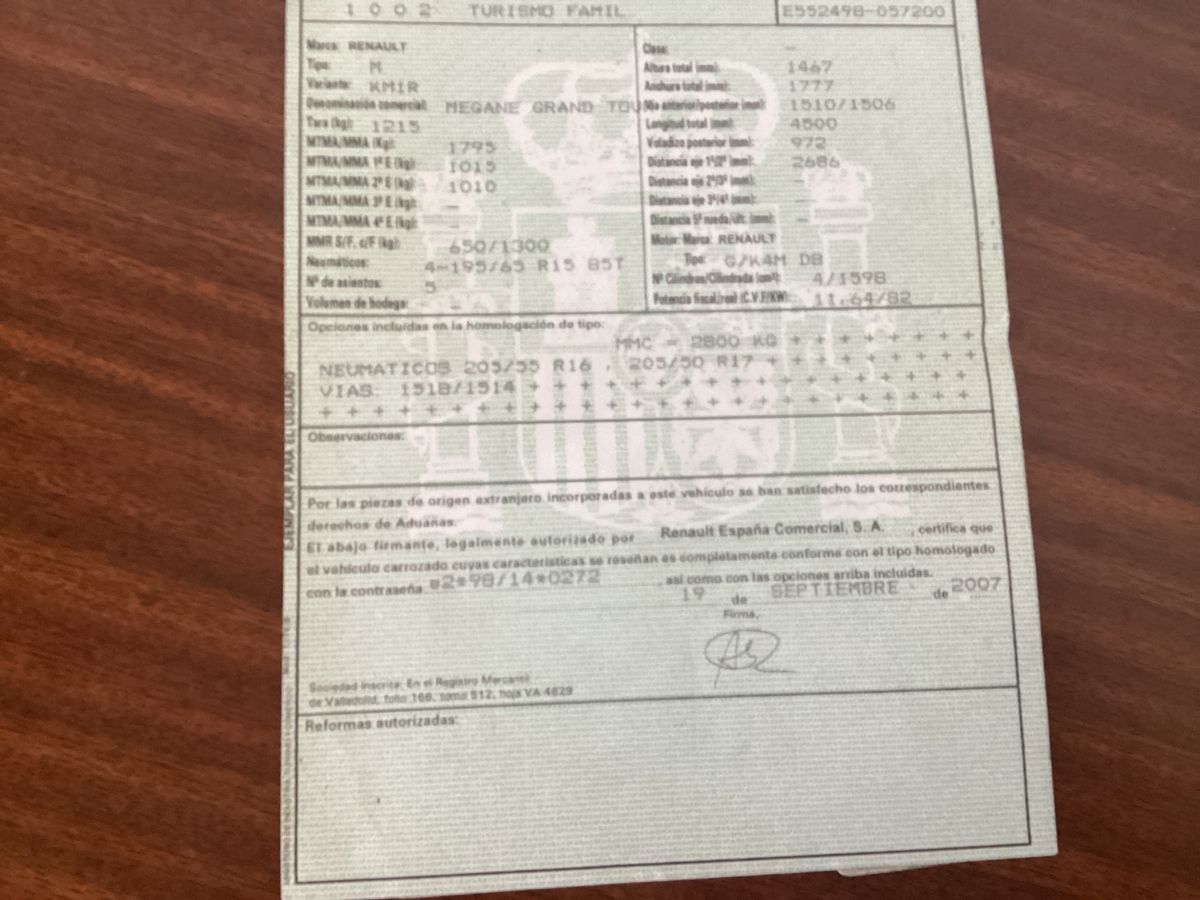 1 0 0 2 TURISMO FAMIL E552498-057200
Marca: RENAULT
Tipo: M
Variante: KM1R
Denominación comercial: MEGANE GRAND TOU
Tara (kg): 1215
MTMA/MMA (Kg): 1795
MTMA/MMA 1º E (kg): 1015
MTMA/MMA 2º E (kg): 1010
MTMA/MMA 3º E (kg): -
MTMA/MMA 4º E (kg): -
MMR S/F, c/F (kg): 650/1300
Neumáticos: 4-195/65 R15 85T
Nº de asientos: 5
Volumen de bodega: - -
Clase: -
Altura total (mm): 1467
Anchura total (mm): 1777
Vía anterior/posterior (mm): 1510/1506
Longitud total (mm): 4500
Voladizo posterior (mm): 972
Distancia eje 1º/2º (mm): 2686
Distancia eje 2º/3º (mm): -
Distancia eje 3º/4º (mm): -
Distancia 5ª rueda/últ. (mm): -
Motor: Marca: RENAULT
Tipo: G/K4M D8
Nº Cilindros/Cilindrada (cm³): 4/1598
Potencia fiscal/real (C.V.F/KW): 11,64/82
Opciones incluidas en la homologación de tipo:
MMC = 2800 KG + + + + + + + +
NEUMATICOS 205/55 R16 , 205/50 R17 + + + + + + + +
VIAS: 1518/1514 + + + + + + + + + + + + + + + + +
+ + + + + + + + + + + + + + + + + + + + + + + + +
Observaciones:
Por las piezas de origen extranjero incorporadas a este vehículo se han satisfecho los correspondientes
derechos de Aduanas.
El abajo firmante, legalmente autorizado por Renault España Comercial, S. A. , certifica que
el vehículo carrozado cuyas características se reseñan es completamente conforme con el tipo homologado
con la contraseña e2*98/14*0272 , así como con las opciones arriba incluidas.
19 de SEPTIEMBRE de 2007
Firma,
Sociedad Inscrita: En el Registro Mercantil
de Valladolid, folio 166, tomo 912, hoja VA 4629
Reformas autorizadas:
EJEMPLAR PARA EL USUARIO